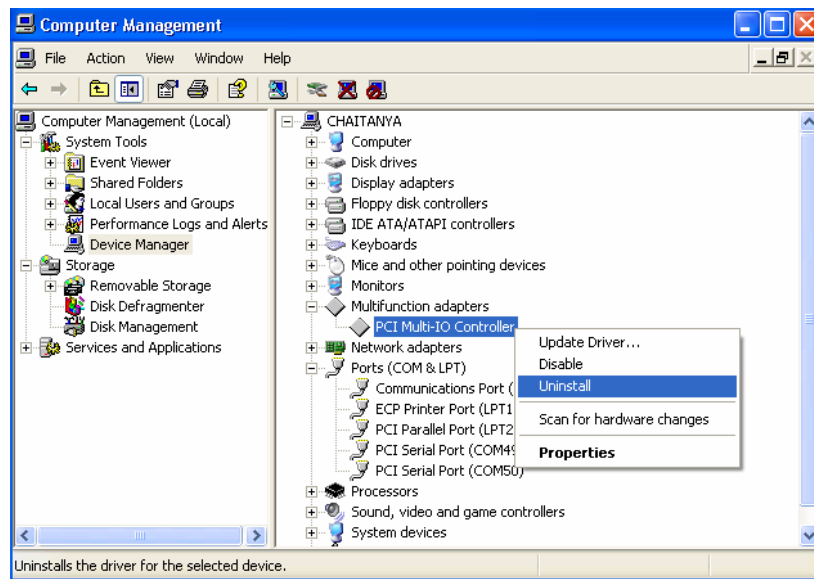 Computer Management
File Action View Window Help
Computer Management (Local)
System Tools
Event Viewer
Shared Folders
Local Users and Groups
Performance Logs and Alerts
Device Manager
Storage
Removable Storage
Disk Defragmenter
Disk Management
Services and Applications
CHAITANYA
Computer
Disk drives
Display adapters
Floppy disk controllers
IDE ATA/ATAPI controllers
Keyboards
Mice and other pointing devices
Monitors
Multifunction adapters
PCI Multi-IO Controller
Network adapters
Ports (COM & LPT)
Communications Port (
ECP Printer Port (LPT1
PCI Parallel Port (LPT2
PCI Serial Port (COM49
PCI Serial Port (COM50)
Processors
Sound, video and game controllers
System devices
Update Driver...
Disable
Uninstall
Scan for hardware changes
Properties
Uninstalls the driver for the selected device.